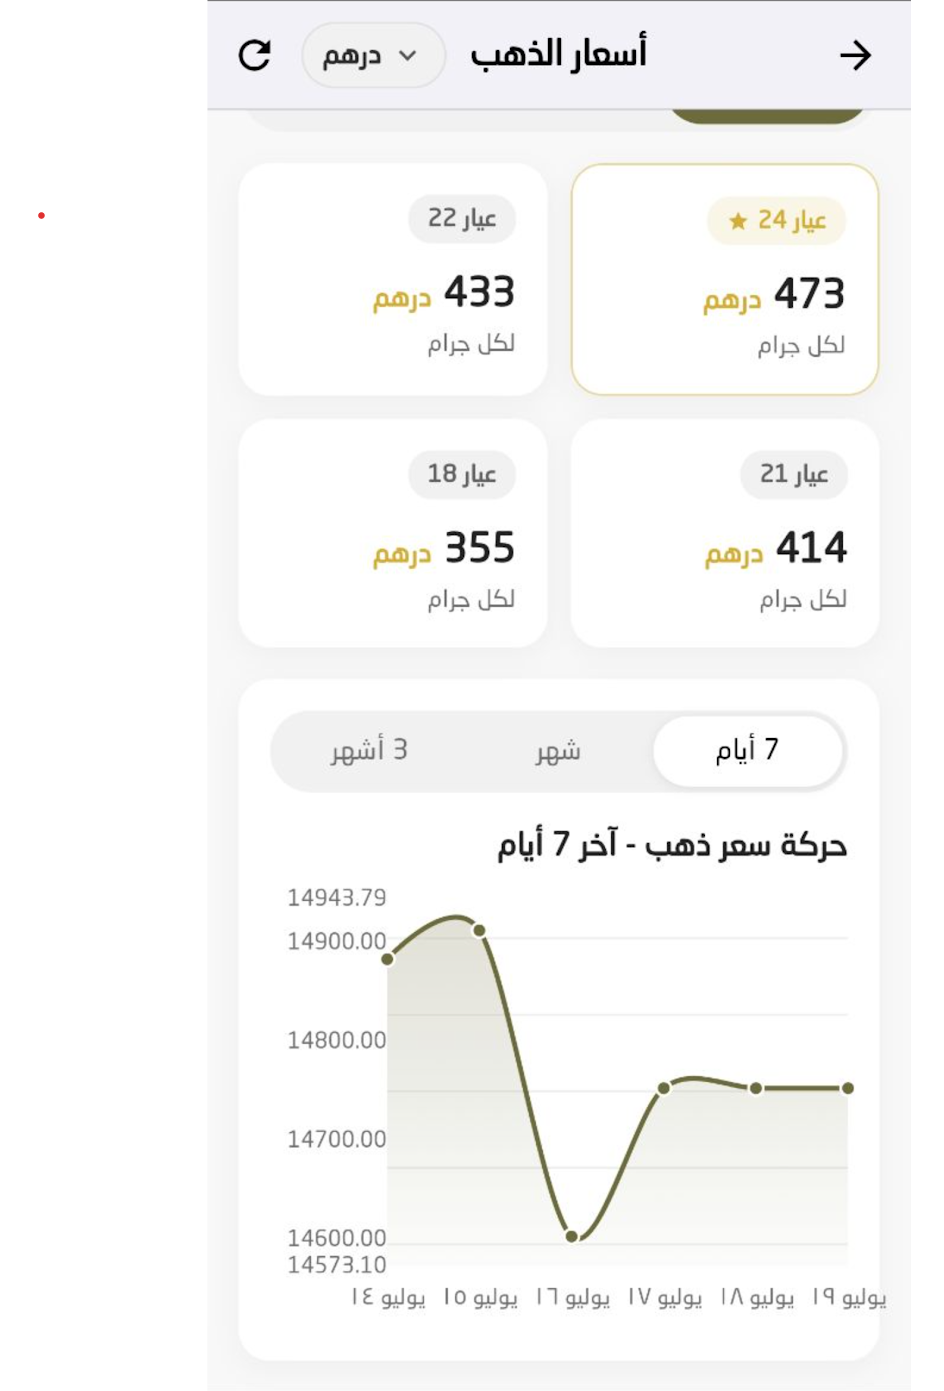 أسعار الذهب
درهم
عيار 24 ★
473 درهم
لكل جرام
عيار 22
433 درهم
لكل جرام
عيار 21
414 درهم
لكل جرام
عيار 18
355 درهم
لكل جرام
7 أيام
شهر
3 أشهر
حركة سعر ذهب - آخر 7 أيام
14943.79
14900.00
14800.00
14700.00
14600.00
14573.10
يوليو ١٤
يوليو ١٥
يوليو ١٦
يوليو ١٧
يوليو ١٨
يوليو ١٩